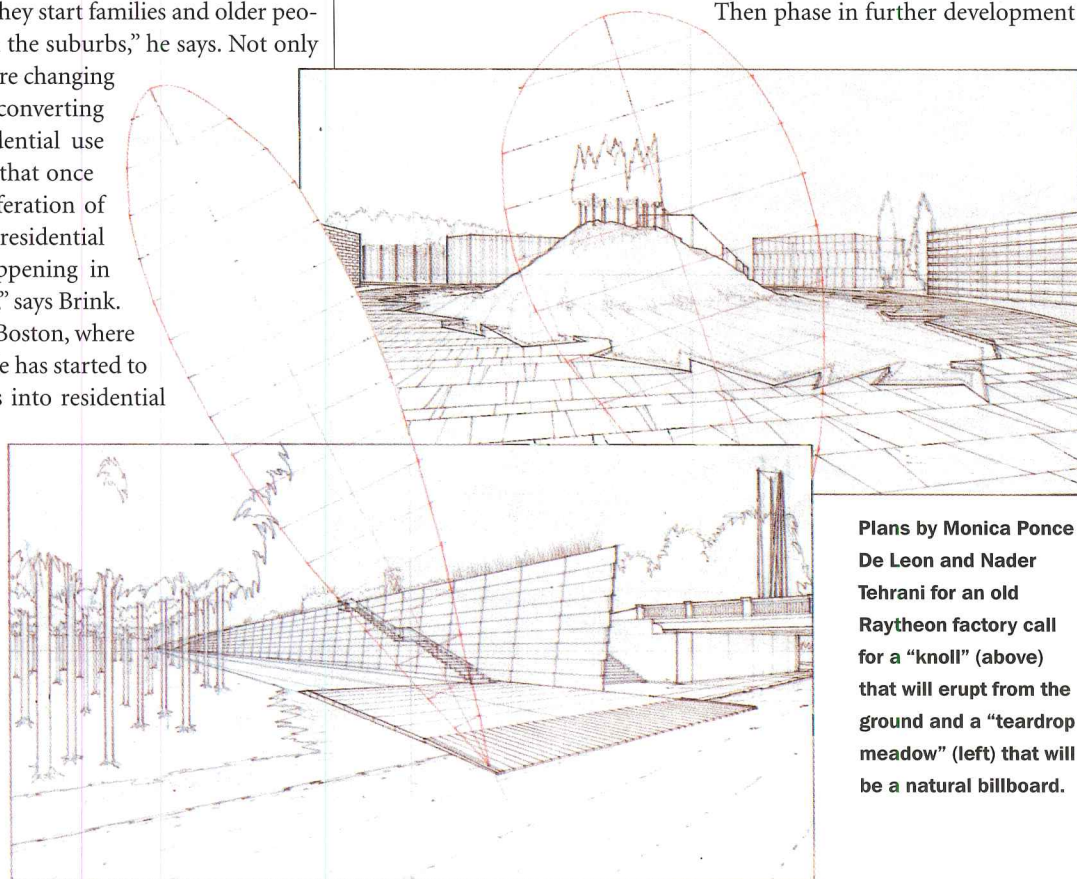 they start families and older peo-
the suburbs,” he says. Not only
re changing
converting
dential use
that once
feration of
residential
ppening in
,” says Brink.
Boston, where
e has started to
s into residential
Then phase in further development
Plans by Monica Ponce
De Leon and Nader
Tehrani for an old
Raytheon factory call
for a “knoll” (above)
that will erupt from the
ground and a “teardrop
meadow” (left) that will
be a natural billboard.